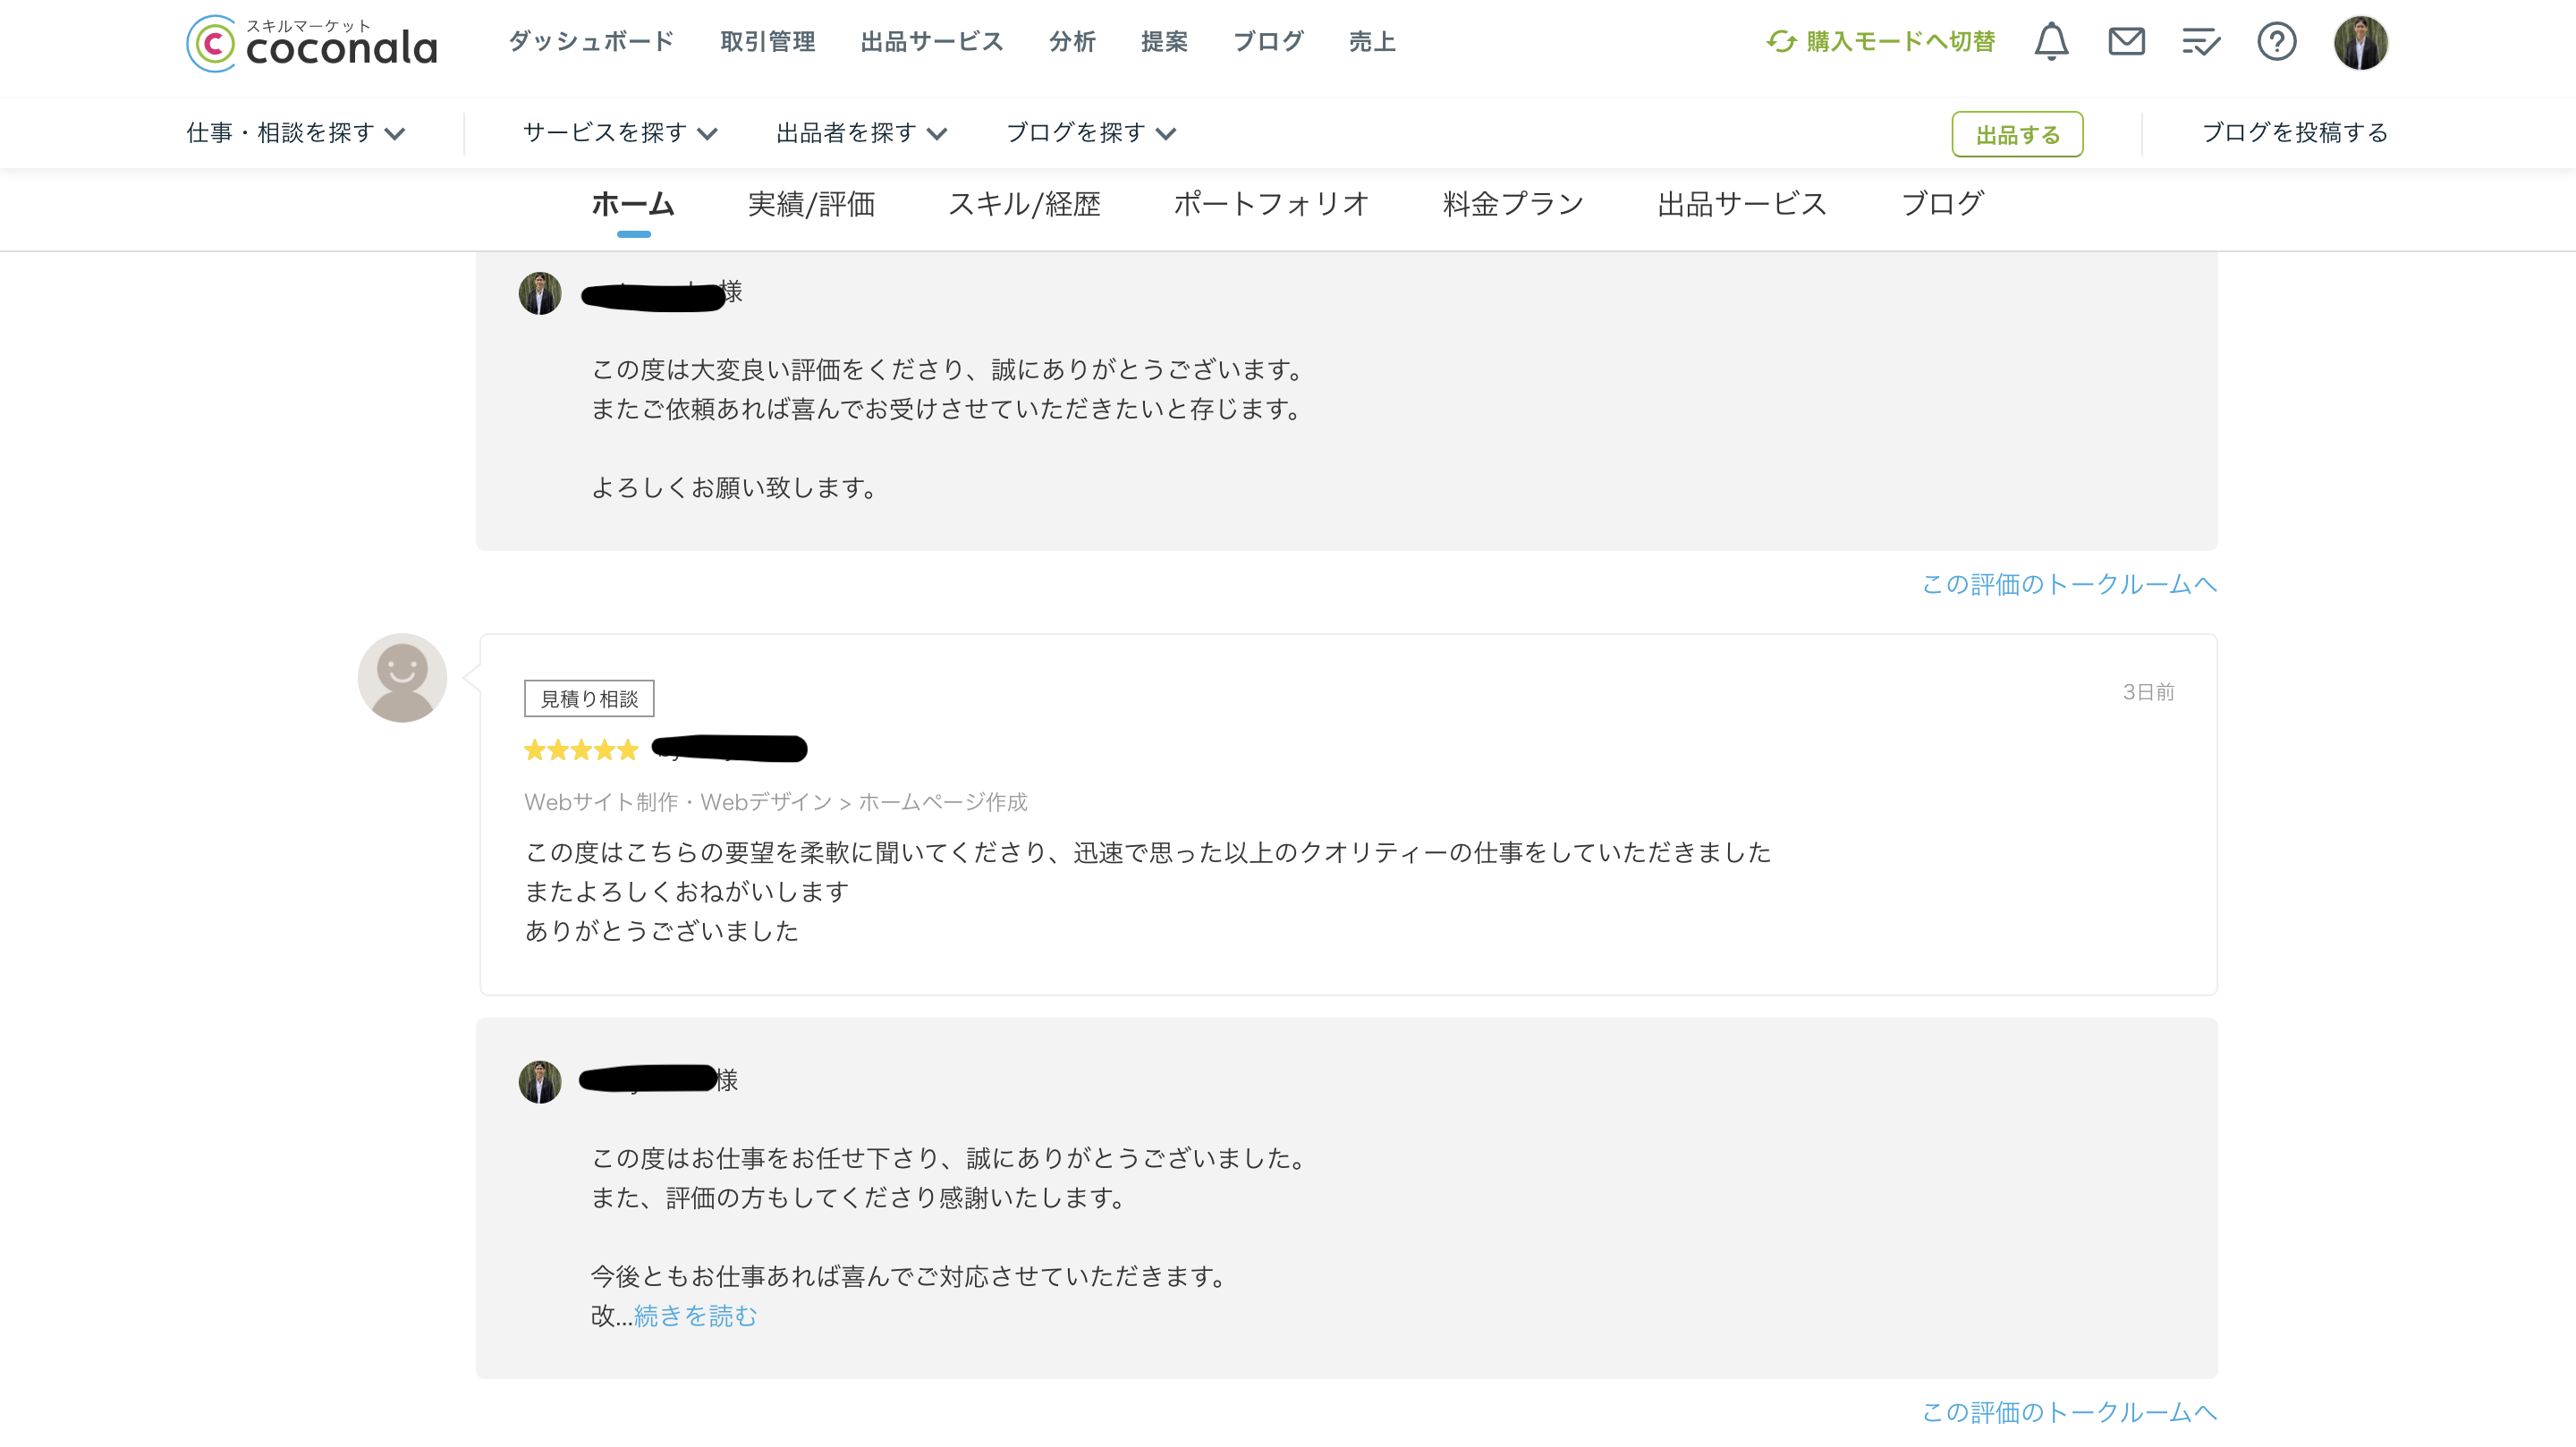 スキルマーケット
coconala
ダッシュボード 取引管理 出品サービス 分析 提案 ブログ 売上
購入モードへ切替
仕事・相談を探す サービスを探す 出品者を探す ブログを探す
出品する ブログを投稿する
ホーム 実績/評価 スキル/経歴 ポートフォリオ 料金プラン 出品サービス ブログ
様
この度は大変良い評価をくださり、誠にありがとうございます。
またご依頼あれば喜んでお受けさせていただきたいと存じます。
よろしくお願い致します。
この評価のトークルームへ
見積り相談
3日前
Webサイト制作・Webデザイン > ホームページ作成
この度はこちらの要望を柔軟に聞いてくださり、迅速で思った以上のクオリティーの仕事をしていただきました
またよろしくおねがいします
ありがとうございました
様
この度はお仕事をお任せ下さり、誠にありがとうございました。
また、評価の方もしてくださり感謝いたします。
今後ともお仕事あれば喜んでご対応させていただきます。
改...続きを読む
この評価のトークルームへ